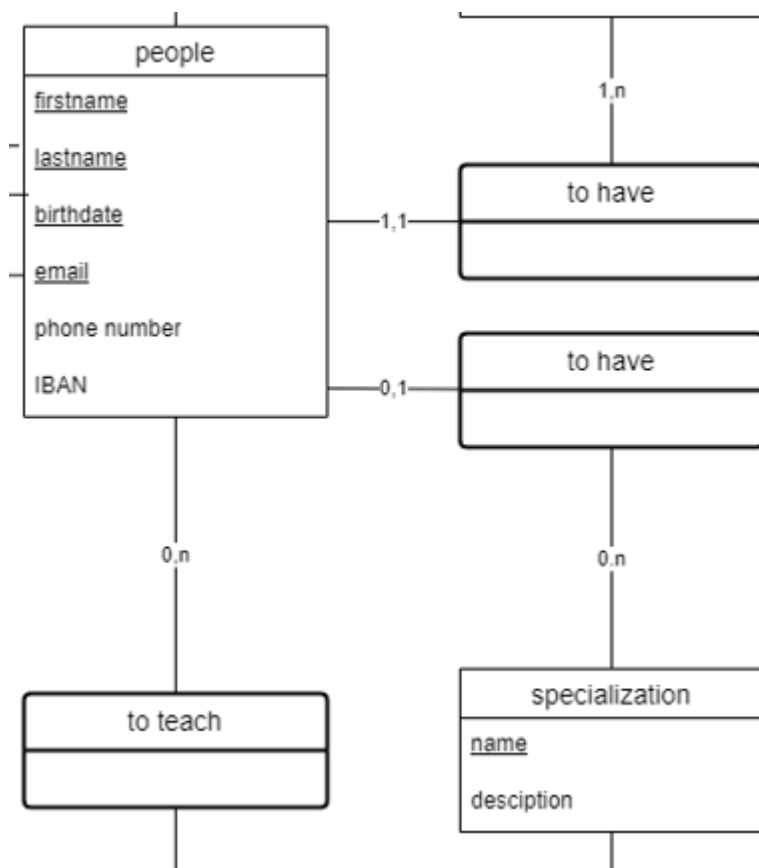 people
firstname
lastname
birthdate
email
phone number
IBAN
1,n
to have
1,1
to have
0,1
0,n
0,n
to teach
specialization
name
desciption